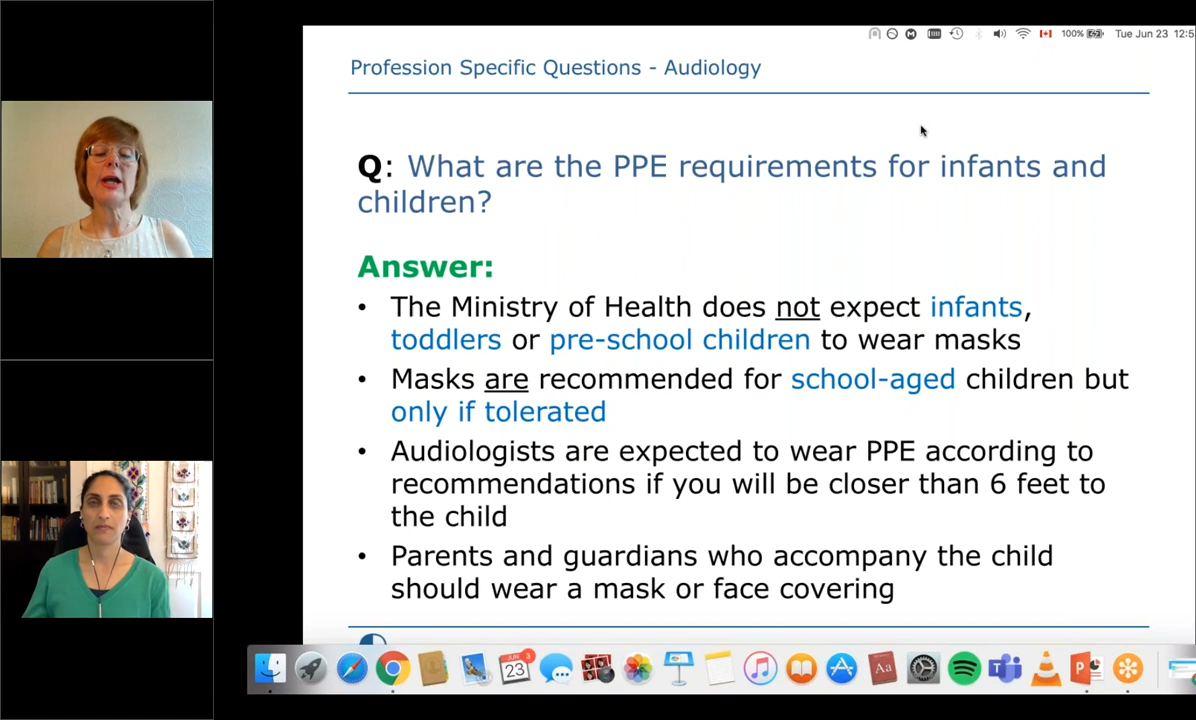 100% Tue Jun 23 12:5
Profession Specific Questions - Audiology
Q: What are the PPE requirements for infants and
children?
Answer:
• The Ministry of Health does not expect infants,
toddlers or pre-school children to wear masks
• Masks are recommended for school-aged children but
only if tolerated
• Audiologists are expected to wear PPE according to
recommendations if you will be closer than 6 feet to
the child
• Parents and guardians who accompany the child
should wear a mask or face covering
JUN 3
23
Aa